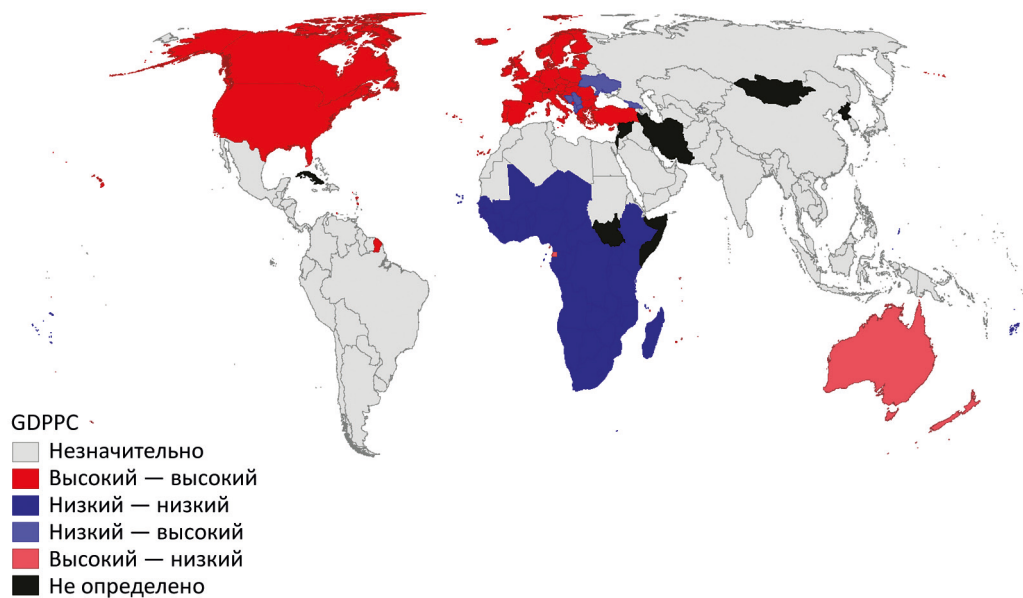 GDPPC
Незначительно
Высокий — высокий
Низкий — низкий
Низкий — высокий
Высокий — низкий
Не определено